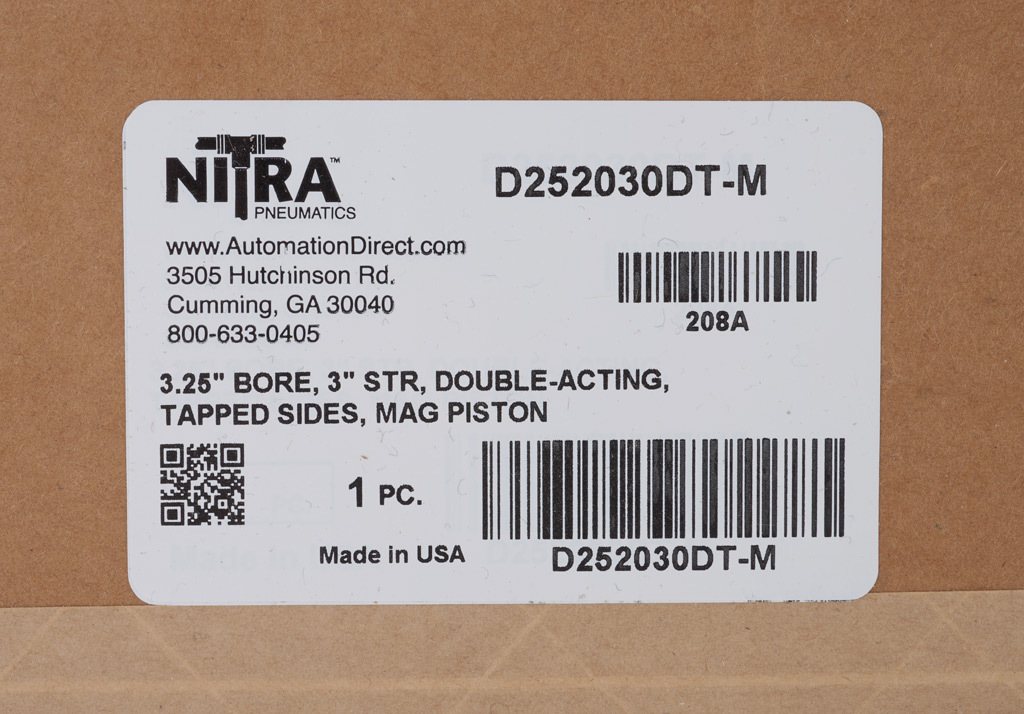 NITRA™
PNEUMATICS
D252030DT-M
www.AutomationDirect.com
3505 Hutchinson Rd.
Cumming, GA 30040
800-633-0405
208A
3.25" BORE, 3" STR, DOUBLE-ACTING,
TAPPED SIDES, MAG PISTON
1 PC.
Made in USA
D252030DT-M